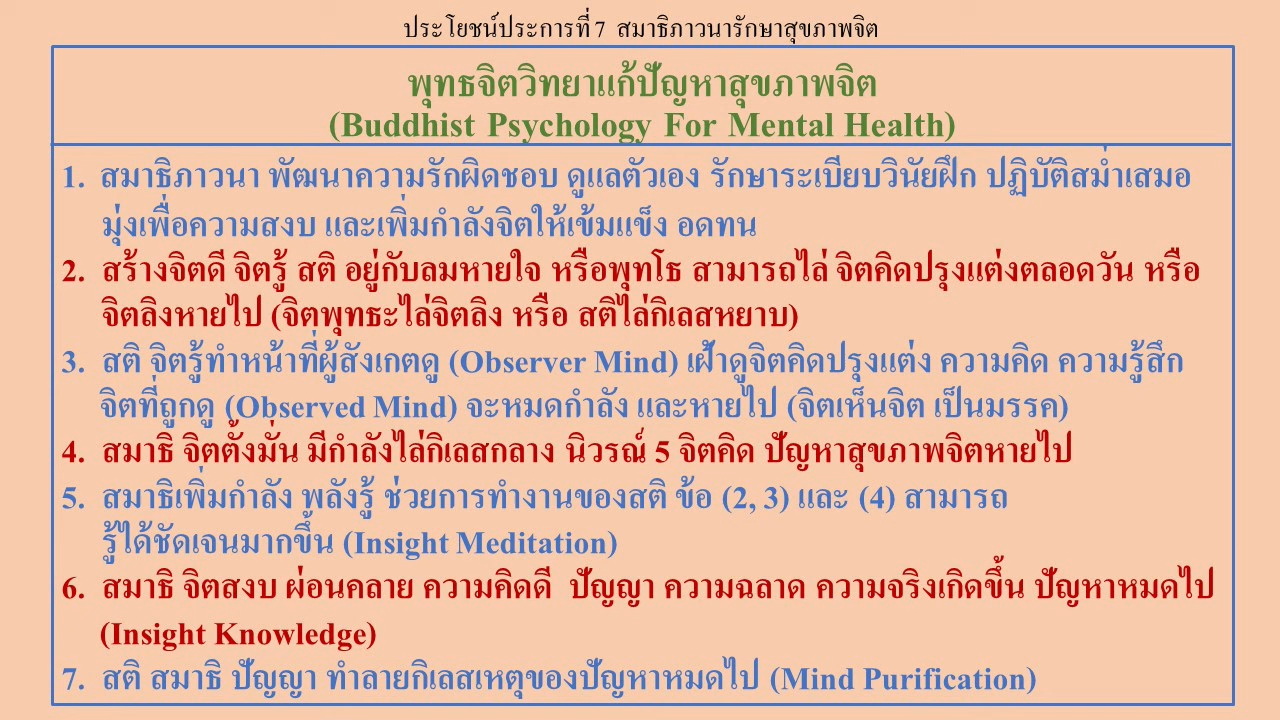 ประโยชน์ประการที่ 7 สมาธิภาวนารักษาสุขภาพจิต
พุทธจิตวิทยาแก้ปัญหาสุขภาพจิต
(Buddhist Psychology For Mental Health)
1. สมาธิภาวนา พัฒนาความรักผิดชอบ ดูแลตัวเอง รักษาระเบียบวินัยฝึก ปฏิบัติสม่ำเสมอ
มุ่งเพื่อความสงบ และเพิ่มกำลังจิตให้เข้มแข็ง อดทน
2. สร้างจิตดี จิตรู้ สติ อยู่กับลมหายใจ หรือพุทโธ สามารถไล่ จิตคิดปรุงแต่งตลอดวัน หรือ
จิตลิงหายไป (จิตพุทธะไล่จิตลิง หรือ สติไล่กิเลสหยาบ)
3. สติ จิตรู้ทำหน้าที่ผู้สังเกตดู (Observer Mind) เฝ้าดูจิตคิดปรุงแต่ง ความคิด ความรู้สึก
จิตที่ถูกดู (Observed Mind) จะหมดกำลัง และหายไป (จิตเห็นจิต เป็นมรรค)
4. สมาธิ จิตตั้งมั่น มีกำลังไล่กิเลสกลาง นิวรณ์ 5 จิตคิด ปัญหาสุขภาพจิตหายไป
5. สมาธิเพิ่มกำลัง พลังรู้ ช่วยการทำงานของสติ ข้อ (2, 3) และ (4) สามารถ
รู้ได้ชัดเจนมากขึ้น (Insight Meditation)
6. สมาธิ จิตสงบ ผ่อนคลาย ความคิดดี ปัญญา ความฉลาด ความจริงเกิดขึ้น ปัญหาหมดไป
(Insight Knowledge)
7. สติ สมาธิ ปัญญา ทำลายกิเลสเหตุของปัญหาหมดไป (Mind Purification)